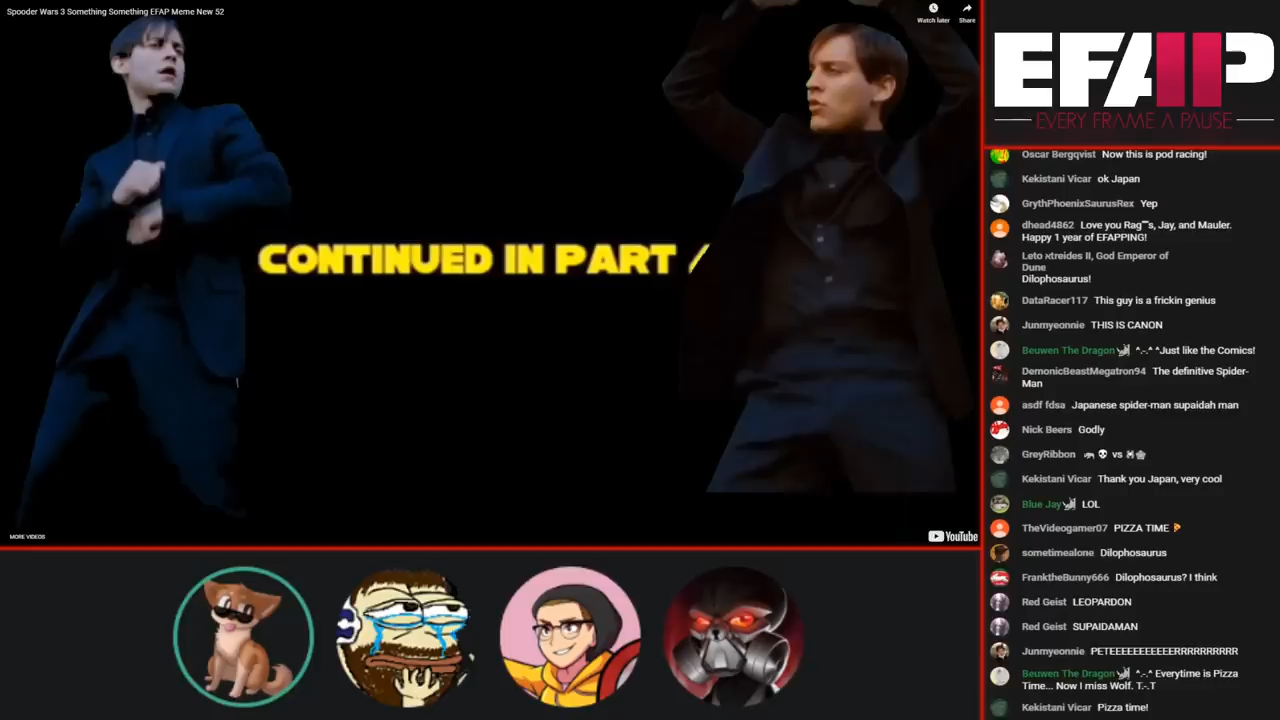 Spooder Wars 3 Something Something EFAP Meme New 52
Watch later
Share
CONTINUED IN PART
MORE VIDEOS
YouTube
EFAP
EVERY FRAME A PAUSE
Oscar Bergqvist Now this is pod racing!
Kekistani Vicar ok Japan
GrythPhoenixSaurusRex Yep
dhead4862 Love you Rag""s, Jay, and Mauler.
Happy 1 year of EFAPPING!
Leto אtreides II, God Emperor of
Dune
Dilophosaurus!
DataRacer117 This guy is a frickin genius
Junmyeonnie THIS IS CANON
Beuwen The Dragon ^.-.^ ^Just like the Comics!
DemonicBeastMegatron94 The definitive Spider-
Man
asdf fdsa Japanese spider-man supaidah man
Nick Beers Godly
GreyRibbon vs
Kekistani Vicar Thank you Japan, very cool
Blue Jay LOL
TheVideogamer07 PIZZA TIME 🍕
sometimealone Dilophosaurus
FranktheBunny666 Dilophosaurus? I think
Red Geist LEOPARDON
Red Geist SUPAIDAMAN
Junmyeonnie PETEEEEEEEEEERRRRRRRRRR
Beuwen The Dragon ^.-.^ Everytime is Pizza
Time... Now I miss Wolf. T.-.T
Kekistani Vicar Pizza time!